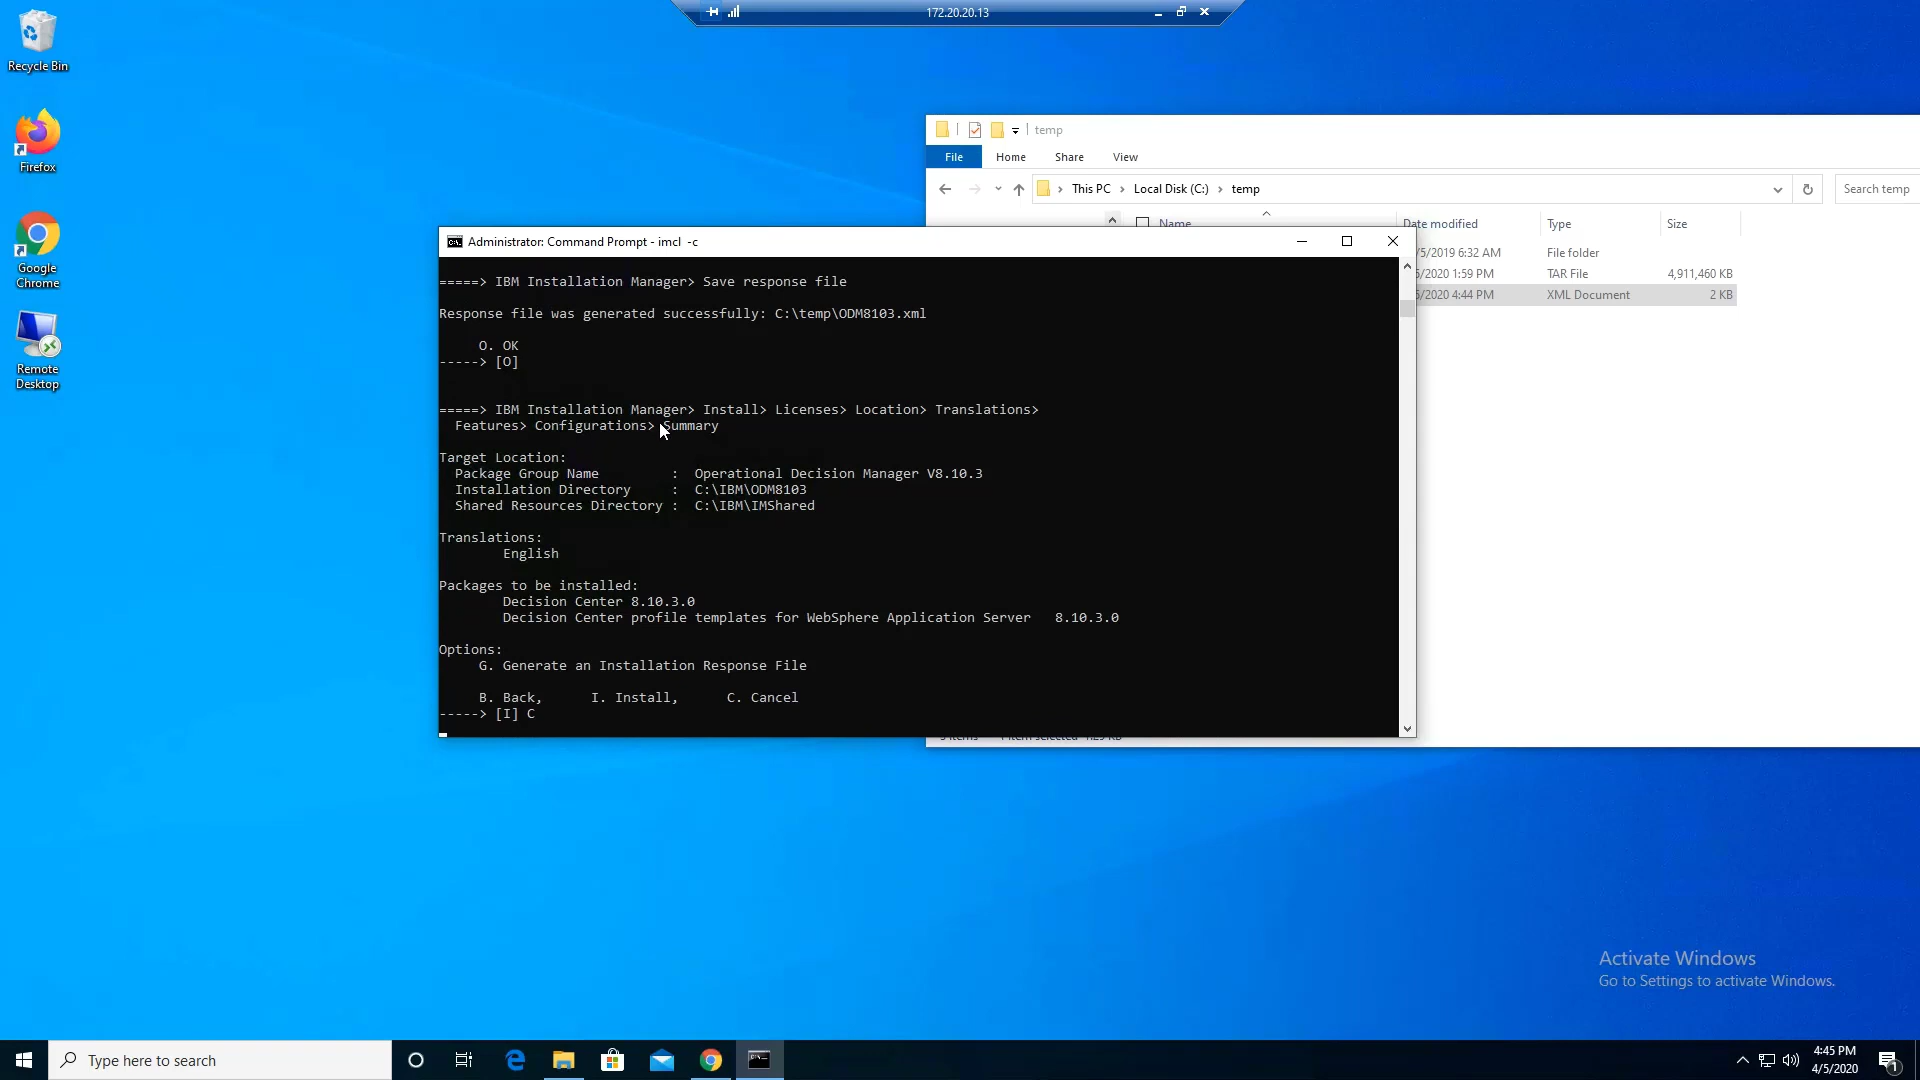 172.20.20.13
Recycle Bin
Firefox
Google
Chrome
Remote
Desktop
temp
File Home Share View
This PC > Local Disk (C:) > temp
Search temp
Name Date modified Type Size
/5/2019 6:32 AM File folder
/2020 1:59 PM TAR File 4,911,460 KB
/2020 4:44 PM XML Document 2 KB
Administrator: Command Prompt - imcl  -c
=====> IBM Installation Manager> Save response file
Response file was generated successfully: C:\temp\ODM8103.xml
     O. OK
-----> [O]
=====> IBM Installation Manager> Install> Licenses> Location> Translations>
  Features> Configurations> Summary
Target Location:
  Package Group Name         :  Operational Decision Manager V8.10.3
  Installation Directory     :  C:\IBM\ODM8103
  Shared Resources Directory :  C:\IBM\IMShared
Translations:
        English
Packages to be installed:
        Decision Center 8.10.3.0
        Decision Center profile templates for WebSphere Application Server   8.10.3.0
Options:
     G. Generate an Installation Response File
     B. Back,      I. Install,      C. Cancel
-----> [I] C
Activate Windows
Go to Settings to activate Windows.
Type here to search
4:45 PM
4/5/2020
1